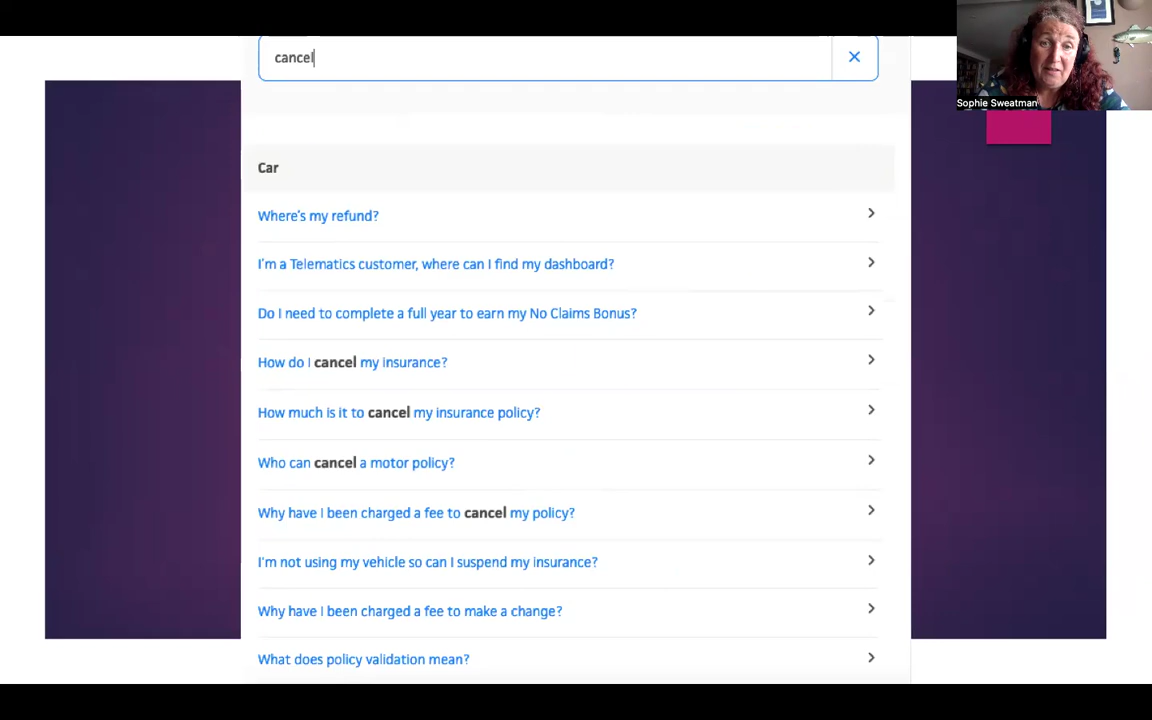 cancel
Sophie Sweatman
Car
Where's my refund?
I'm a Telematics customer, where can I find my dashboard?
Do I need to complete a full year to earn my No Claims Bonus?
How do I cancel my insurance?
How much is it to cancel my insurance policy?
Who can cancel a motor policy?
Why have I been charged a fee to cancel my policy?
I'm not using my vehicle so can I suspend my insurance?
Why have I been charged a fee to make a change?
What does policy validation mean?